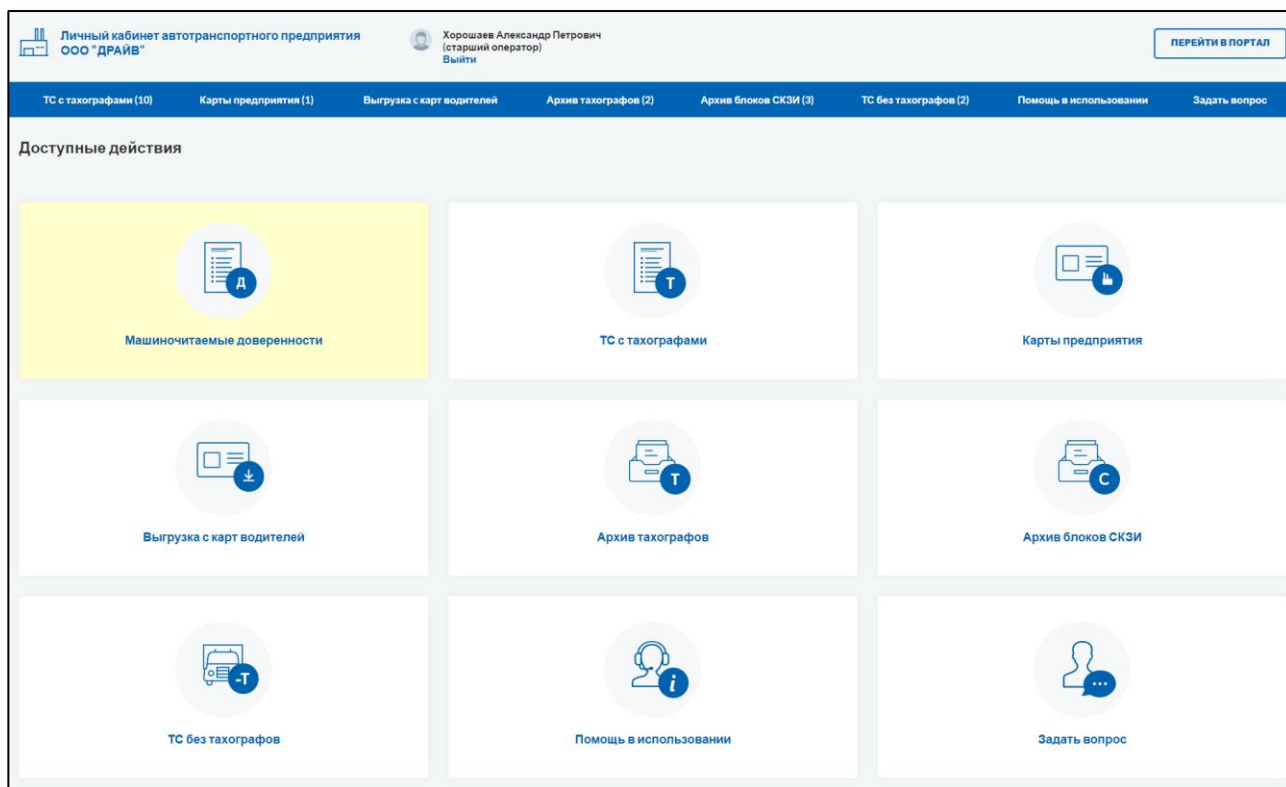 Личный кабинет автотранспортного предприятия
ООО "ДРАЙВ"
Хорошаев Александр Петрович
(старший оператор)
Выйти
ПЕРЕЙТИ В ПОРТАЛ
ТС с тахографами (10) Карты предприятия (1) Выгрузка с карт водителей Архив тахографов (2) Архив блоков СКЗИ (3) ТС без тахографов (2) Помощь в использовании Задать вопрос
Доступные действия
Д
Т
Машиночитаемые доверенности ТС с тахографами Карты предприятия
Т
С
Выгрузка с карт водителей Архив тахографов Архив блоков СКЗИ
-Т
i
ТС без тахографов Помощь в использовании Задать вопрос